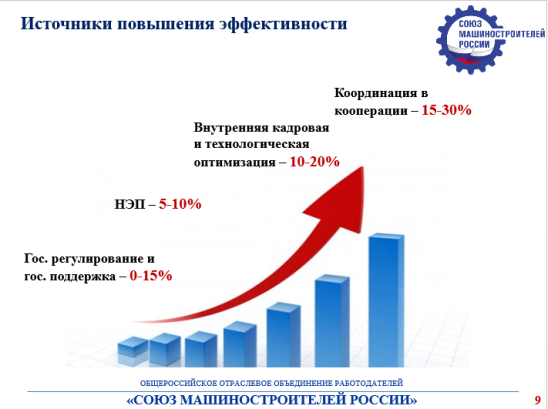 Источники повышения эффективности
СОЮЗ
МАШИНОСТРОИТЕЛЕЙ
РОССИИ
Координация в
кооперации – 15-30%
Внутренняя кадровая
и технологическая
оптимизация – 10-20%
НЭП – 5-10%
Гос. регулирование и
гос. поддержка – 0-15%
ОБЩЕРОССИЙСКОЕ ОТРАСЛЕВОЕ ОБЪЕДИНЕНИЕ РАБОТОДАТЕЛЕЙ
«СОЮЗ МАШИНОСТРОИТЕЛЕЙ РОССИИ»
9